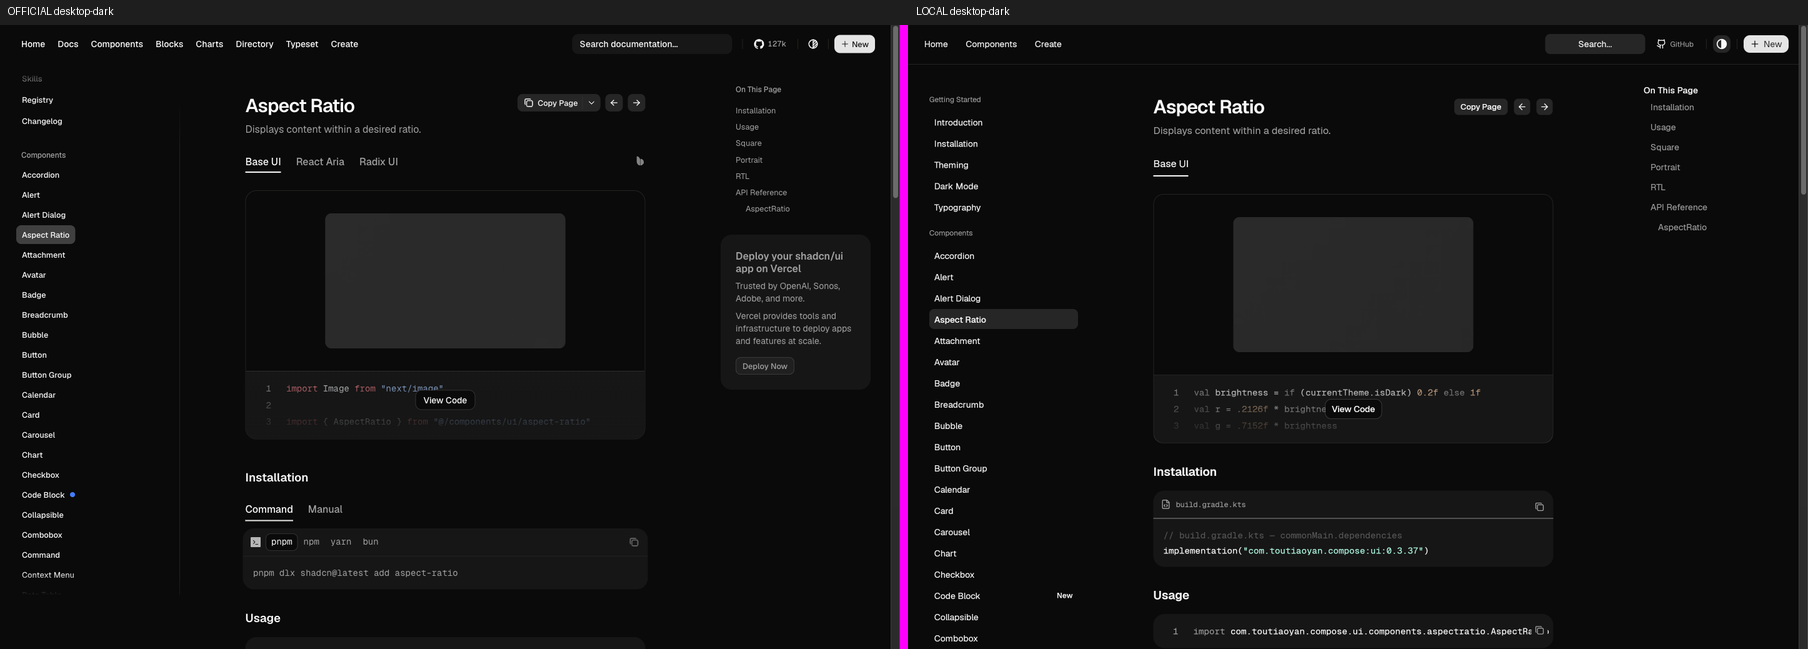 OFFICIAL desktop-dark
Home Docs Components Blocks Charts Directory Typeset Create
Search documentation...
127k
+ New
Skills
Registry
Changelog
Components
Accordion
Alert
Alert Dialog
Aspect Ratio
Attachment
Avatar
Badge
Breadcrumb
Bubble
Button
Button Group
Calendar
Card
Carousel
Chart
Checkbox
Code Block
Collapsible
Combobox
Command
Context Menu
Aspect Ratio
Copy Page
Displays content within a desired ratio.
Base UI React Aria Radix UI
1 import Image from "next/image"
2
3 import { AspectRatio } from "@/components/ui/aspect-ratio"
View Code
Installation
Command Manual
pnpm npm yarn bun
pnpm dlx shadcn@latest add aspect-ratio
Usage
On This Page
Installation
Usage
Square
Portrait
RTL
API Reference
AspectRatio
Deploy your shadcn/ui
app on Vercel
Trusted by OpenAI, Sonos,
Adobe, and more.
Vercel provides tools and
infrastructure to deploy apps
and features at scale.
Deploy Now
LOCAL desktop-dark
Home Components Create
Search...
GitHub
+ New
Getting Started
Introduction
Installation
Theming
Dark Mode
Typography
Components
Accordion
Alert
Alert Dialog
Aspect Ratio
Attachment
Avatar
Badge
Breadcrumb
Bubble
Button
Button Group
Calendar
Card
Carousel
Chart
Checkbox
Code Block New
Collapsible
Combobox
Aspect Ratio
Copy Page
Displays content within a desired ratio.
Base UI
1 val brightness = if (currentTheme.isDark) 0.2f else 1f
2 val r = .2126f * brightne
3 val g = .7152f * brightness
View Code
Installation
build.gradle.kts
// build.gradle.kts — commonMain.dependencies
implementation("com.toutiaoyan.compose:ui:0.3.37")
Usage
1 import com.toutiaoyan.compose.ui.components.aspectratio.AspectRa
On This Page
Installation
Usage
Square
Portrait
RTL
API Reference
AspectRatio